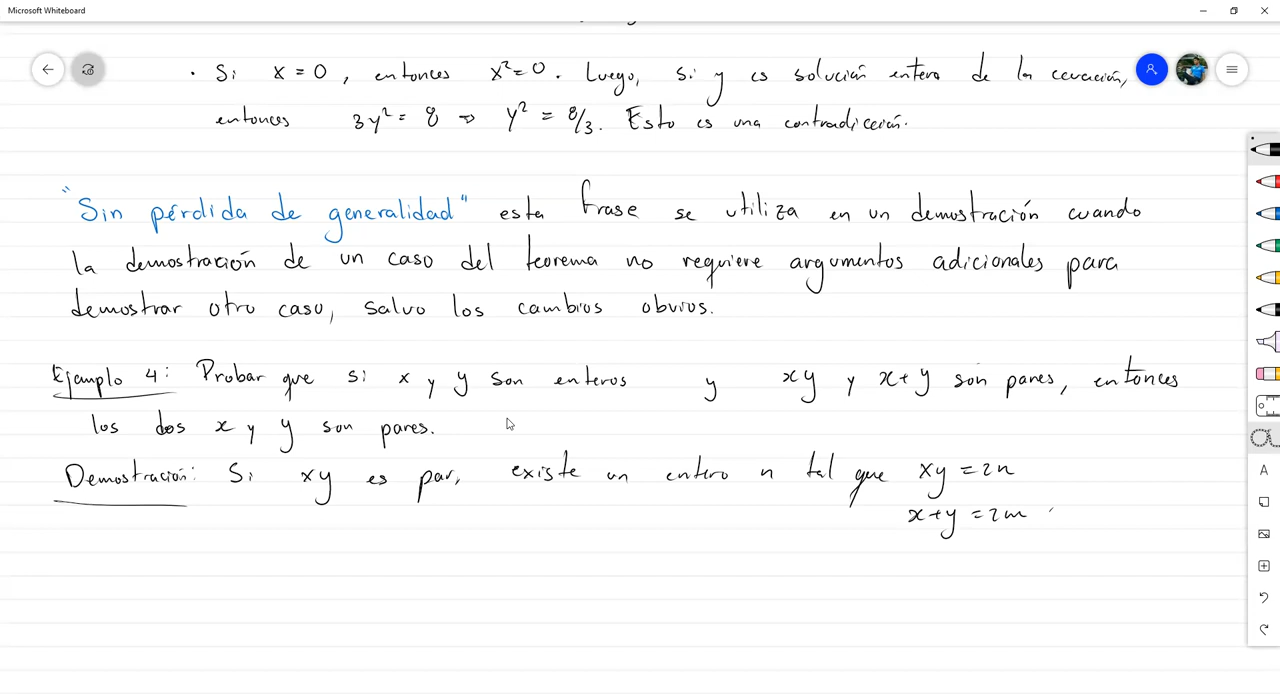 Microsoft Whiteboard
· Si x = 0, entonces x² = 0. Luego, si y es solución entera de la ecuación,
entonces 3y² = 8 ⇒ y² = 8/3. Esto es una contradicción.
"Sin pérdida de generalidad" esta frase se utiliza en un demostración cuando
la demostración de un caso del teorema no requiere argumentos adicionales para
demostrar otro caso, salvo los cambios obvios.
Ejemplo 4: Probar que si x y y son enteros y xy y x+y son pares, entonces
los dos x y y son pares.
Demostración: Si xy es par, existe un entero n tal que xy = 2n
x+y = 2m